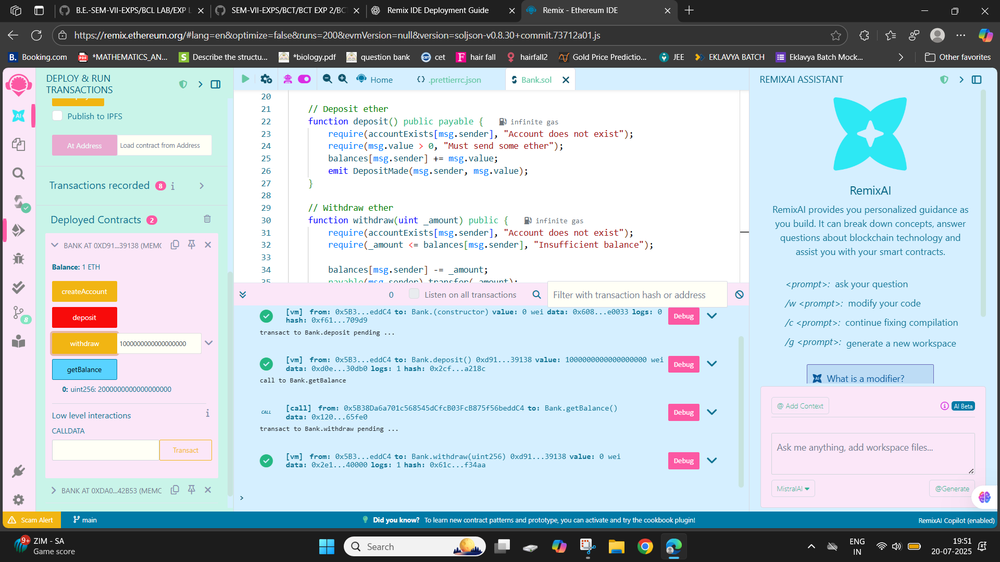 B.E.-SEM-VII-EXPS/BCL LAB/EXP L
SEM-VII-EXPS/BCT/BCT EXP 2/BC
Remix IDE Deployment Guide
Remix - Ethereum IDE
https://remix.ethereum.org/#lang=en&optimize=false&runs=200&evmVersion=null&version=soljson-v0.8.30+commit.73712a01.js
B. Booking.com
PDF *MATHEMATICS_AN...
S Describe the structu...
*biology.pdf
question bank
CET cet
F hair fall
hairfall2
Gold Price Predictio...
JEE
EKLAVYA BATCH
Eklavya Batch Mock...
Other favorites
DEPLOY & RUN
TRANSACTIONS
Publish to IPFS
At Address
Load contract from Address
Transactions recorded 8 i
Deployed Contracts 2
BANK AT 0XD91...39138 (MEMO
Balance: 1 ETH
createAccount
deposit
withdraw 1000000000000000000
getBalance
0: uint256: 2000000000000000000
Low level interactions i
CALLDATA
Transact
BANK AT 0XDA0...42B53 (MEMO
AI
8
Home
{} .prettierrc.json
Bank.sol
20
21 // Deposit ether
22 function deposit() public payable { infinite gas
23 require(accountExists[msg.sender], "Account does not exist");
24 require(msg.value > 0, "Must send some ether");
25 balances[msg.sender] += msg.value;
26 emit DepositMade(msg.sender, msg.value);
27 }
28
29 // Withdraw ether
30 function withdraw(uint _amount) public { infinite gas
31 require(accountExists[msg.sender], "Account does not exist");
32 require(_amount <= balances[msg.sender], "Insufficient balance");
33
34 balances[msg.sender] -= _amount;
35 payable(msg.sender).transfer(_amount);
0 Listen on all transactions Filter with transaction hash or address
[vm] from: 0x5B3...eddC4 to: Bank.(constructor) value: 0 wei data: 0x608...e0033 logs: 0
hash: 0xf61...709d9
Debug
transact to Bank.deposit pending ...
[vm] from: 0x5B3...eddC4 to: Bank.deposit() 0xd91...39138 value: 1000000000000000000 wei
data: 0xd0e...30db0 logs: 1 hash: 0x2cf...a218c
Debug
call to Bank.getBalance
CALL [call] from: 0x5B38Da6a701c568545dCfcB03FcB875f56beddC4 to: Bank.getBalance()
data: 0x120...65fe0
Debug
transact to Bank.withdraw pending ...
[vm] from: 0x5B3...eddC4 to: Bank.withdraw(uint256) 0xd91...39138 value: 0 wei
data: 0x2e1...40000 logs: 1 hash: 0x61c...f34aa
Debug
>
REMIXAI ASSISTANT
RemixAI
RemixAI provides you personalized guidance as
you build. It can break down concepts, answer
questions about blockchain technology and
assist you with your smart contracts.
<prompt>: ask your question
/w <prompt>: modify your code
/c <prompt>: continue fixing compilation
/g <prompt>: generate a new workspace
AI What is a modifier?
@ Add Context
AI Beta
Ask me anything, add workspace files...
MistralAI
@Generate
Scam Alert
main
Did you know? To learn new contract patterns and prototype, you can activate and try the cookbook plugin!
RemixAI Copilot (enabled)
9+
ZIM - SA
Game score
Search
ENG
IN
19:51
20-07-2025